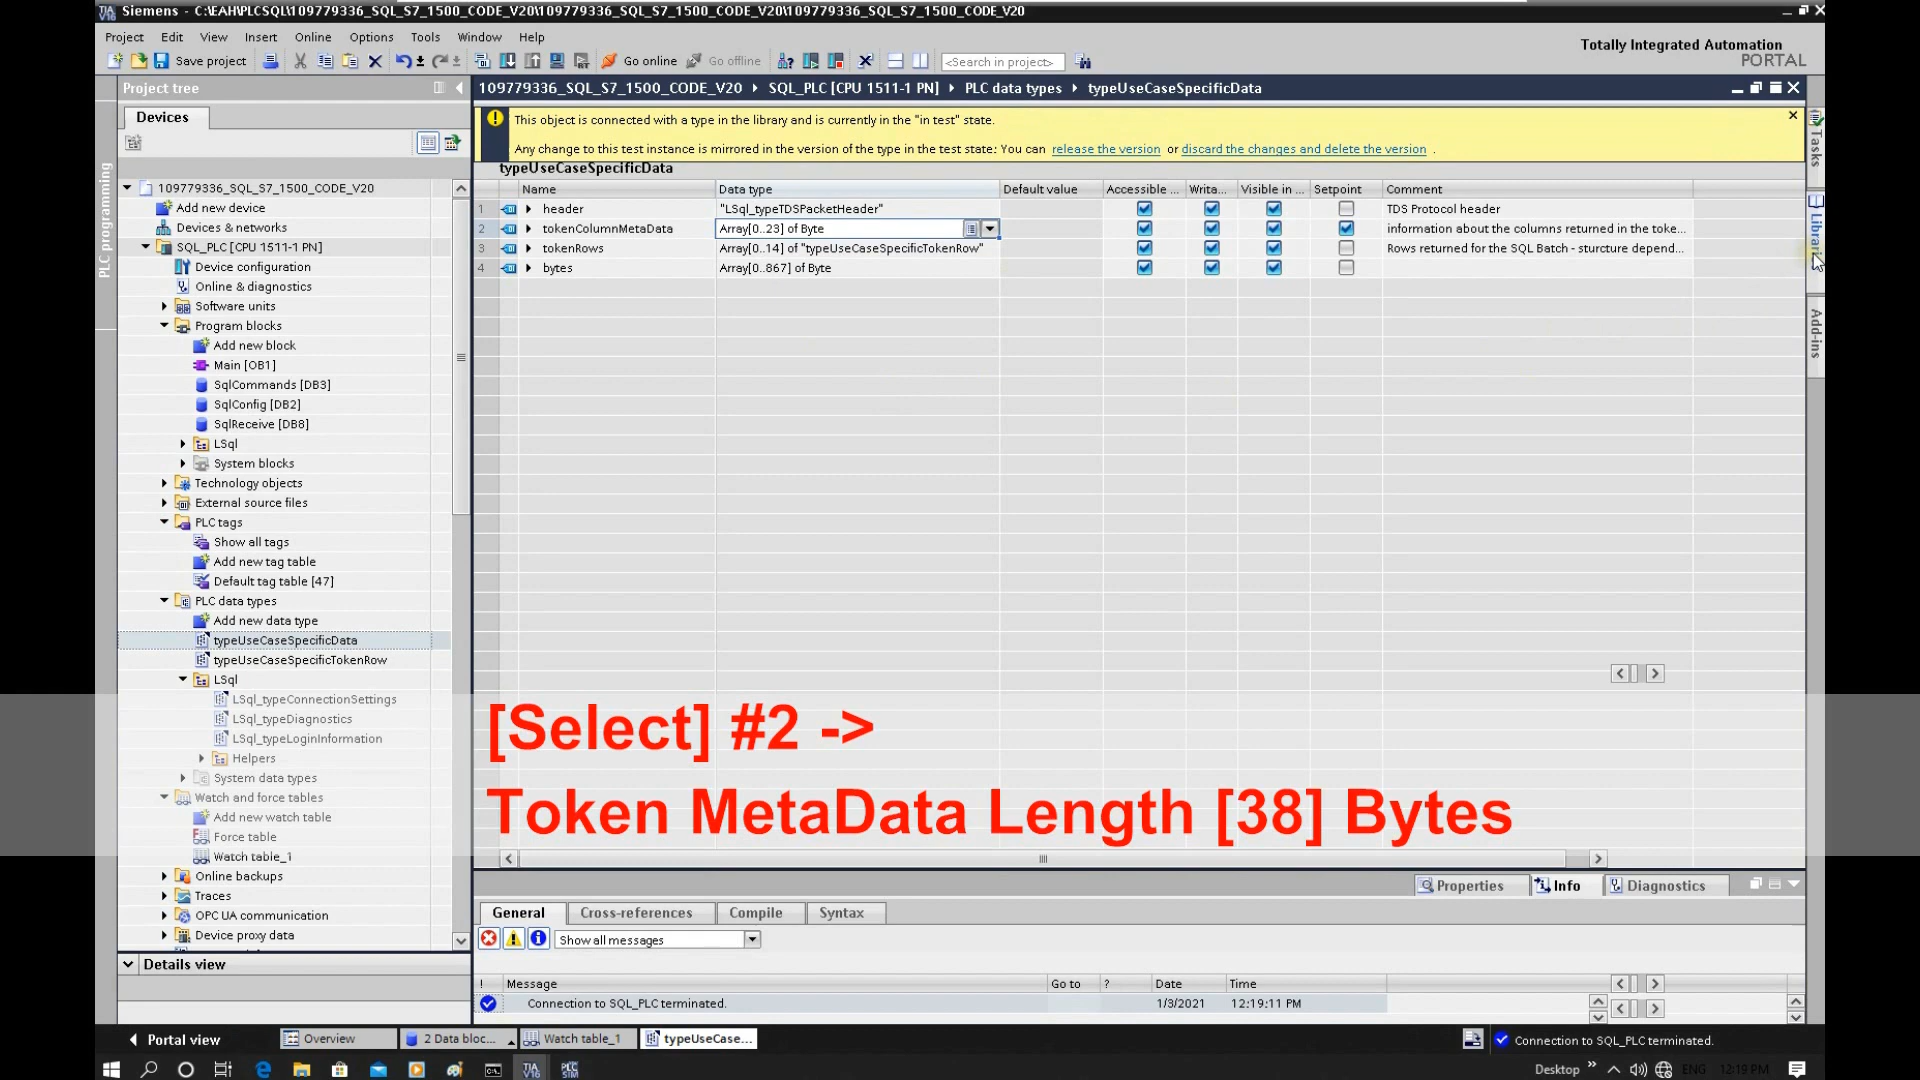 Siemens - C:\EAH\PLCSQL\109779336_SQL_S7_1500_CODE_V20\109779336_SQL_S7_1500_CODE_V20\109779336_SQL_S7_1500_CODE_V20
Project Edit View Insert Online Options Tools Window Help
Totally Integrated Automation
PORTAL
Save project Go online Go offline <Search in project>
Project tree
109779336_SQL_S7_1500_CODE_V20 SQL_PLC [CPU 1511-1 PN] PLC data types typeUseCaseSpecificData
Devices
PLC programming
This object is connected with a type in the library and is currently in the "in test" state.
Any change to this test instance is mirrored in the version of the type in the test state: You can release the version or discard the changes and delete the version .
typeUseCaseSpecificData
Name Data type Default value Accessible ... Writa... Visible in ... Setpoint Comment
1 header "LSql_typeTDSPacketHeader" TDS Protocol header
2 tokenColumnMetaData Array[0..23] of Byte information about the columns returned in the toke...
3 tokenRows Array[0..14] of "typeUseCaseSpecificTokenRow" Rows returned for the SQL Batch - sturcture depend...
4 bytes Array[0..867] of Byte
Tasks
Libraries
Add-ins
109779336_SQL_S7_1500_CODE_V20
Add new device
Devices & networks
SQL_PLC [CPU 1511-1 PN]
Device configuration
Online & diagnostics
Software units
Program blocks
Add new block
Main [OB1]
SqlCommands [DB3]
SqlConfig [DB2]
SqlReceive [DB8]
LSql
System blocks
Technology objects
External source files
PLC tags
Show all tags
Add new tag table
Default tag table [47]
PLC data types
Add new data type
typeUseCaseSpecificData
typeUseCaseSpecificTokenRow
LSql
LSql_typeConnectionSettings
LSql_typeDiagnostics
LSql_typeLoginInformation
Helpers
System data types
Watch and force tables
Add new watch table
Force table
Watch table_1
Online backups
Traces
OPC UA communication
Device proxy data
Details view
[Select] #2 ->
Token MetaData Length [38] Bytes
Properties Info Diagnostics
General Cross-references Compile Syntax
Show all messages
! Message Go to ? Date Time
Connection to SQL_PLC terminated. 1/3/2021 12:19:11 PM
Portal view Overview 2 Data bloc... Watch table_1 typeUseCase... Connection to SQL_PLC terminated.
Desktop » ENG 12:19 PM